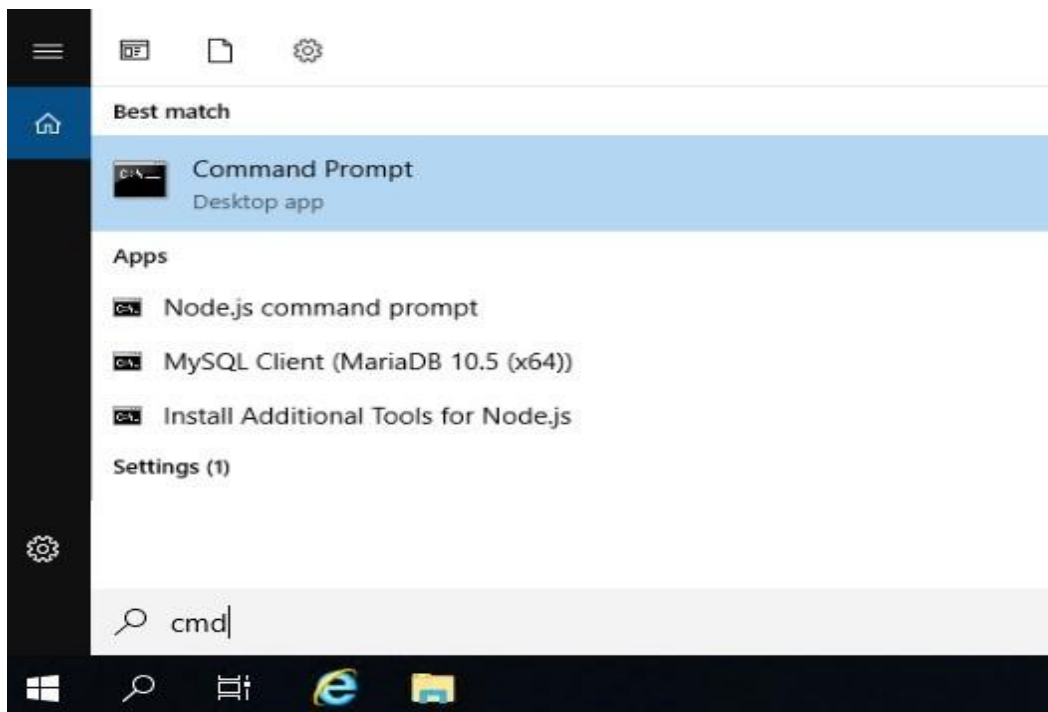 Best match
Command Prompt
Desktop app
Apps
Node.js command prompt
MySQL Client (MariaDB 10.5 (x64))
Install Additional Tools for Node.js
Settings (1)
cmd